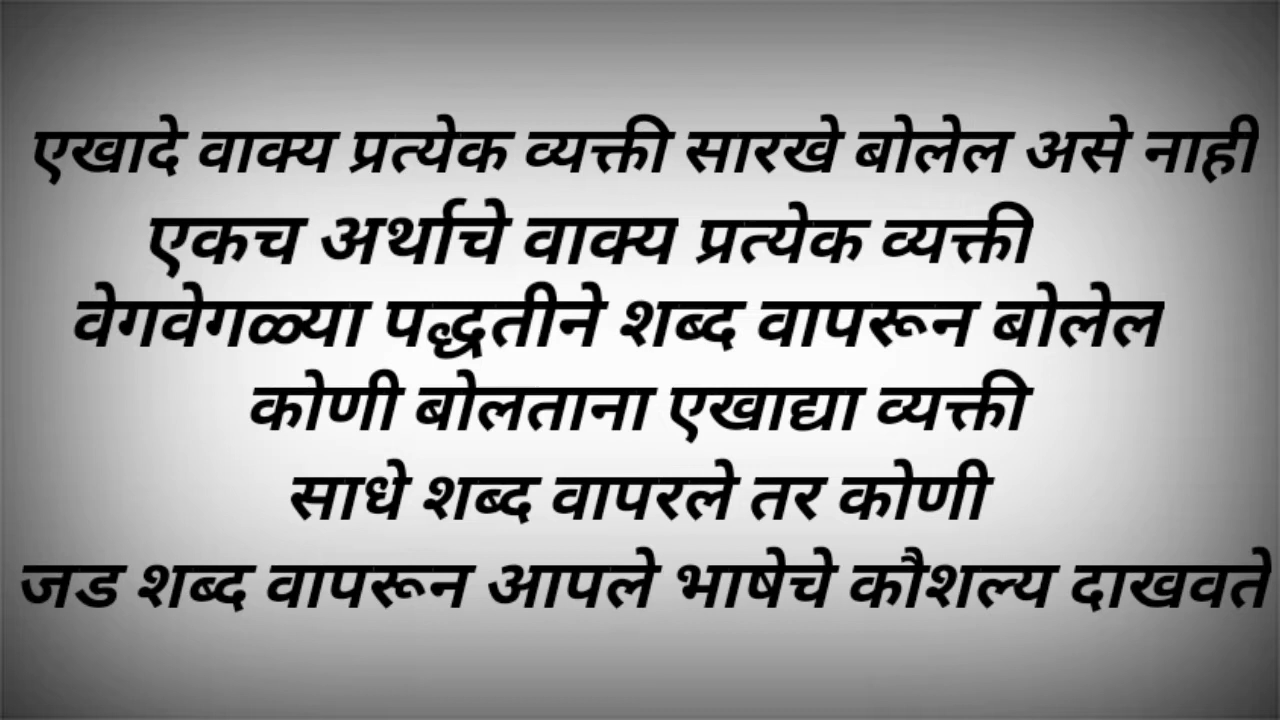 एखादे वाक्य प्रत्येक व्यक्ती सारखे बोलेल असे नाही
एकच अर्थाचे वाक्य प्रत्येक व्यक्ती
वेगवेगळ्या पद्धतीने शब्द वापरून बोलेल
कोणी बोलताना एखाद्या व्यक्ती
साधे शब्द वापरले तर कोणी
जड शब्द वापरून आपले भाषेचे कौशल्य दाखवते